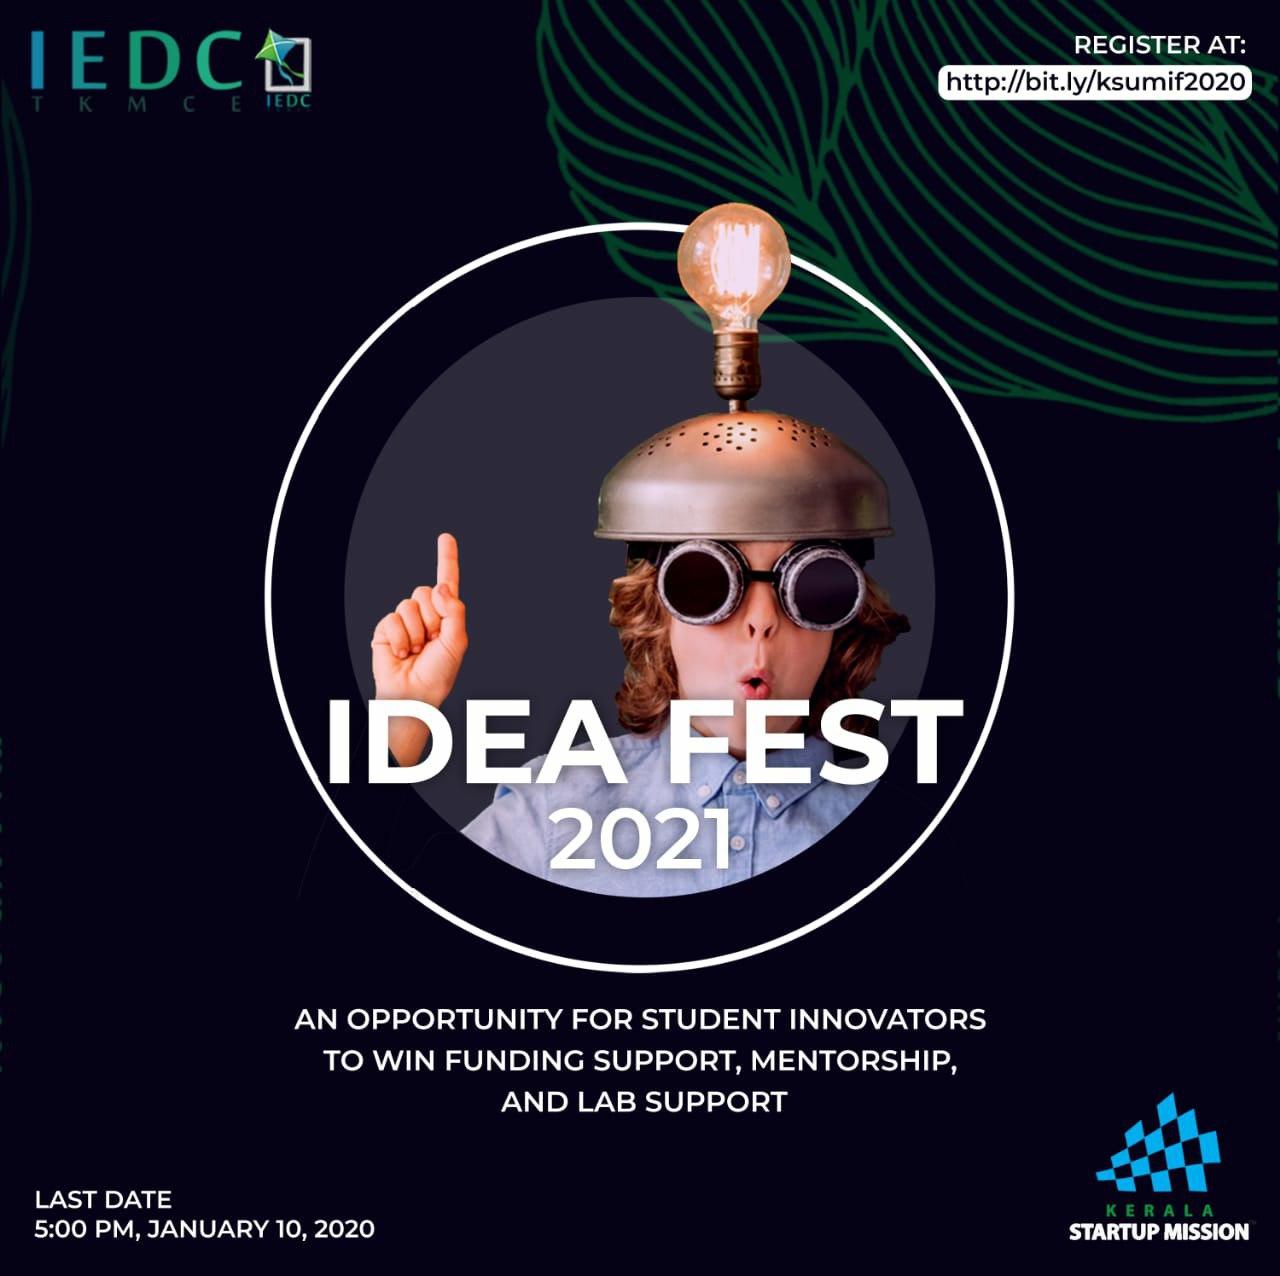 IEDC
TKMCE
IEDC
REGISTER AT:
http://bit.ly/ksumif2020
IDEA FEST
2021
AN OPPORTUNITY FOR STUDENT INNOVATORS
TO WIN FUNDING SUPPORT, MENTORSHIP,
AND LAB SUPPORT
LAST DATE
5:00 PM, JANUARY 10, 2020
KERALA
STARTUP MISSION